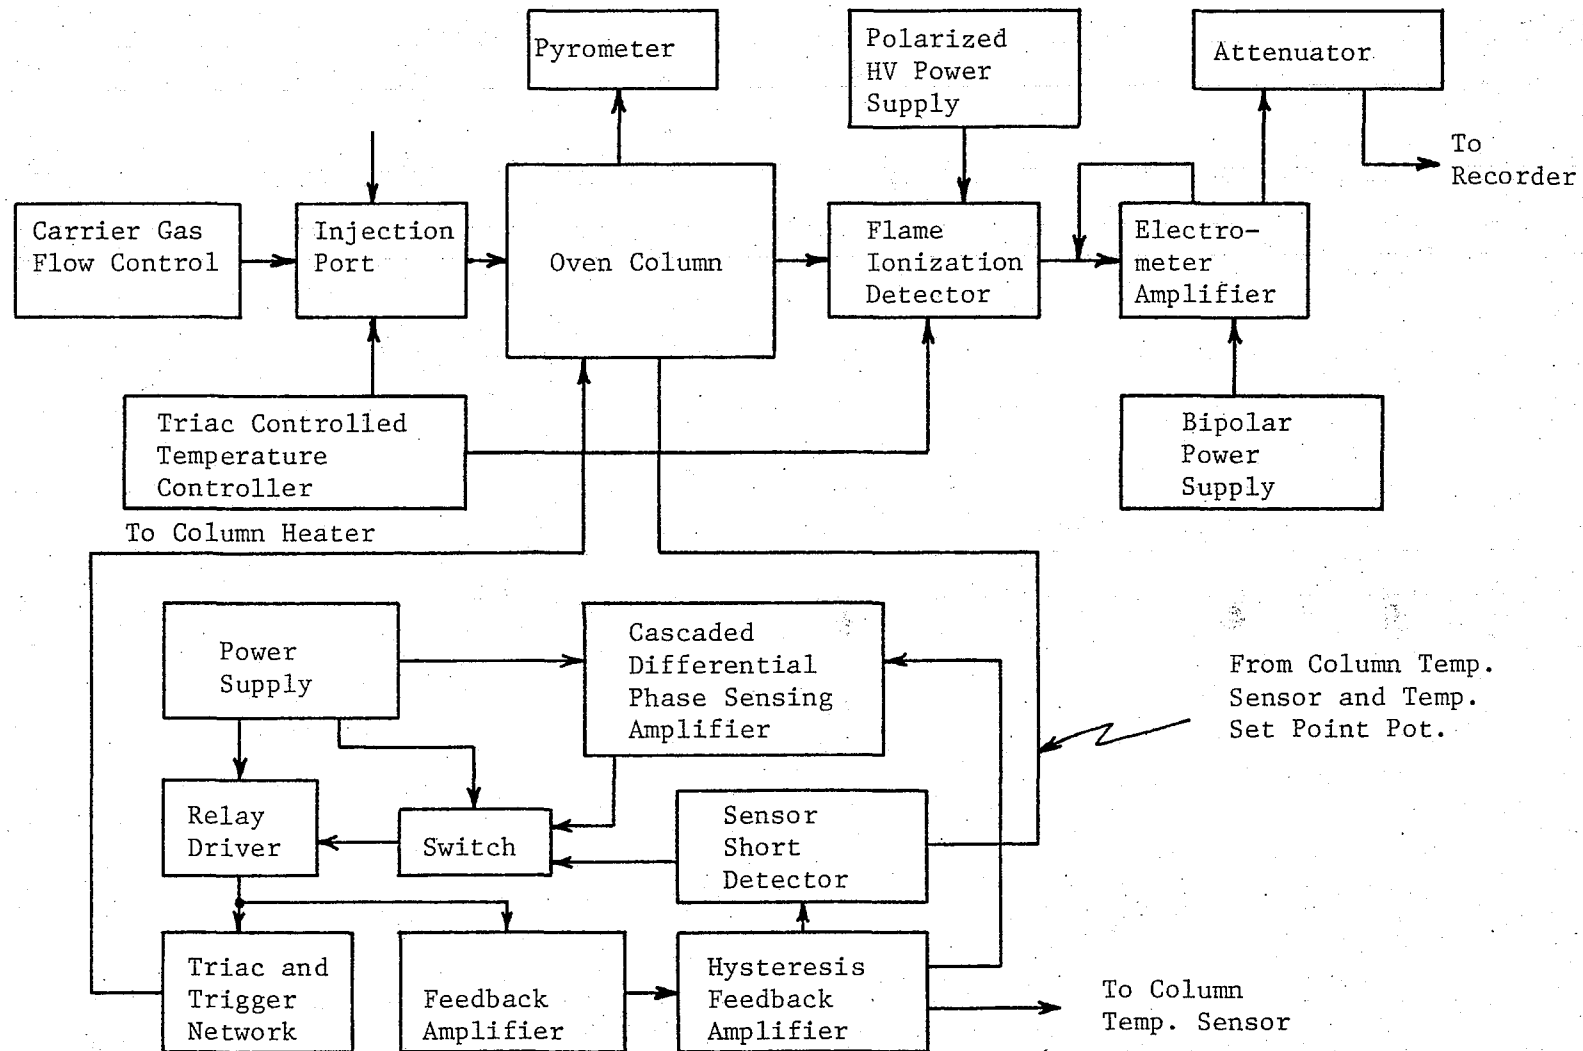 Pyrometer
Polarized
HV Power
Supply
Attenuator
To
Recorder
Carrier Gas
Flow Control
Injection
Port
Oven Column
Flame
Ionization
Detector
Electro-
meter
Amplifier
Triac Controlled
Temperature
Controller
Bipolar
Power
Supply
To Column Heater
Power
Supply
Cascaded
Differential
Phase Sensing
Amplifier
From Column Temp.
Sensor and Temp.
Set Point Pot.
Relay
Driver
Switch
Sensor
Short
Detector
Triac and
Trigger
Network
Feedback
Amplifier
Hysteresis
Feedback
Amplifier
To Column
Temp. Sensor